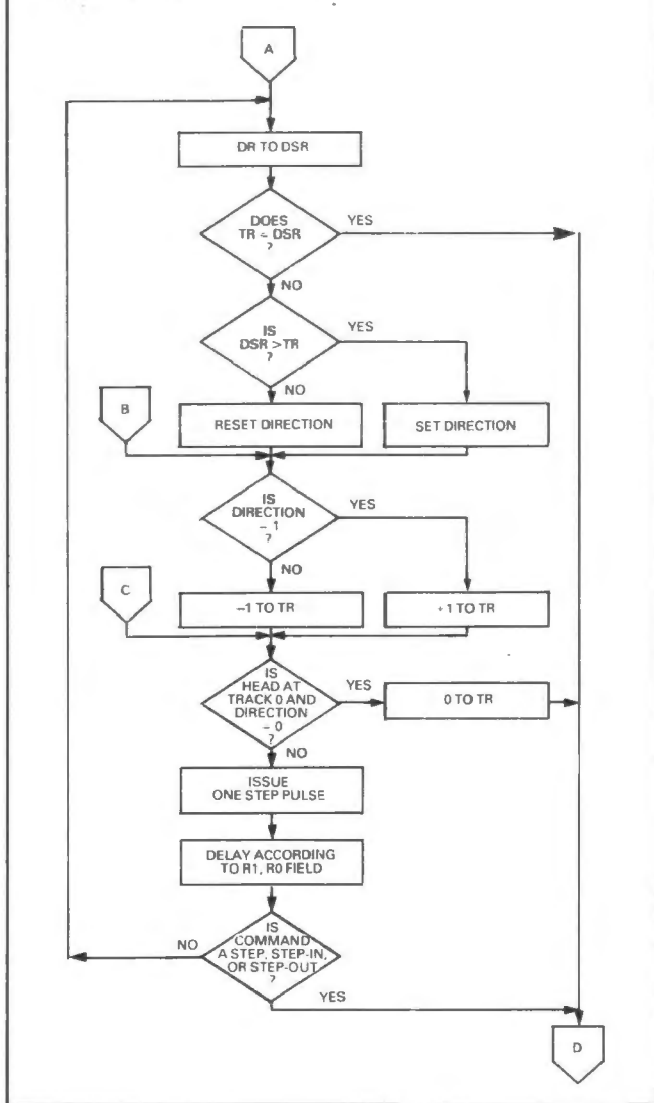 A
DR TO DSR
DOES
TR = DSR
?
YES
NO
IS
DSR >TR
?
YES
NO
B
RESET DIRECTION
SET DIRECTION
IS
DIRECTION
= 1
?
YES
NO
C
–1 TO TR
+1 TO TR
IS
HEAD AT
TRACK 0 AND
DIRECTION
= 0
?
YES
0 TO TR
NO
ISSUE
ONE STEP PULSE
DELAY ACCORDING
TO R1, R0 FIELD
IS
COMMAND
A STEP, STEP-IN,
OR STEP-OUT
?
NO
YES
D